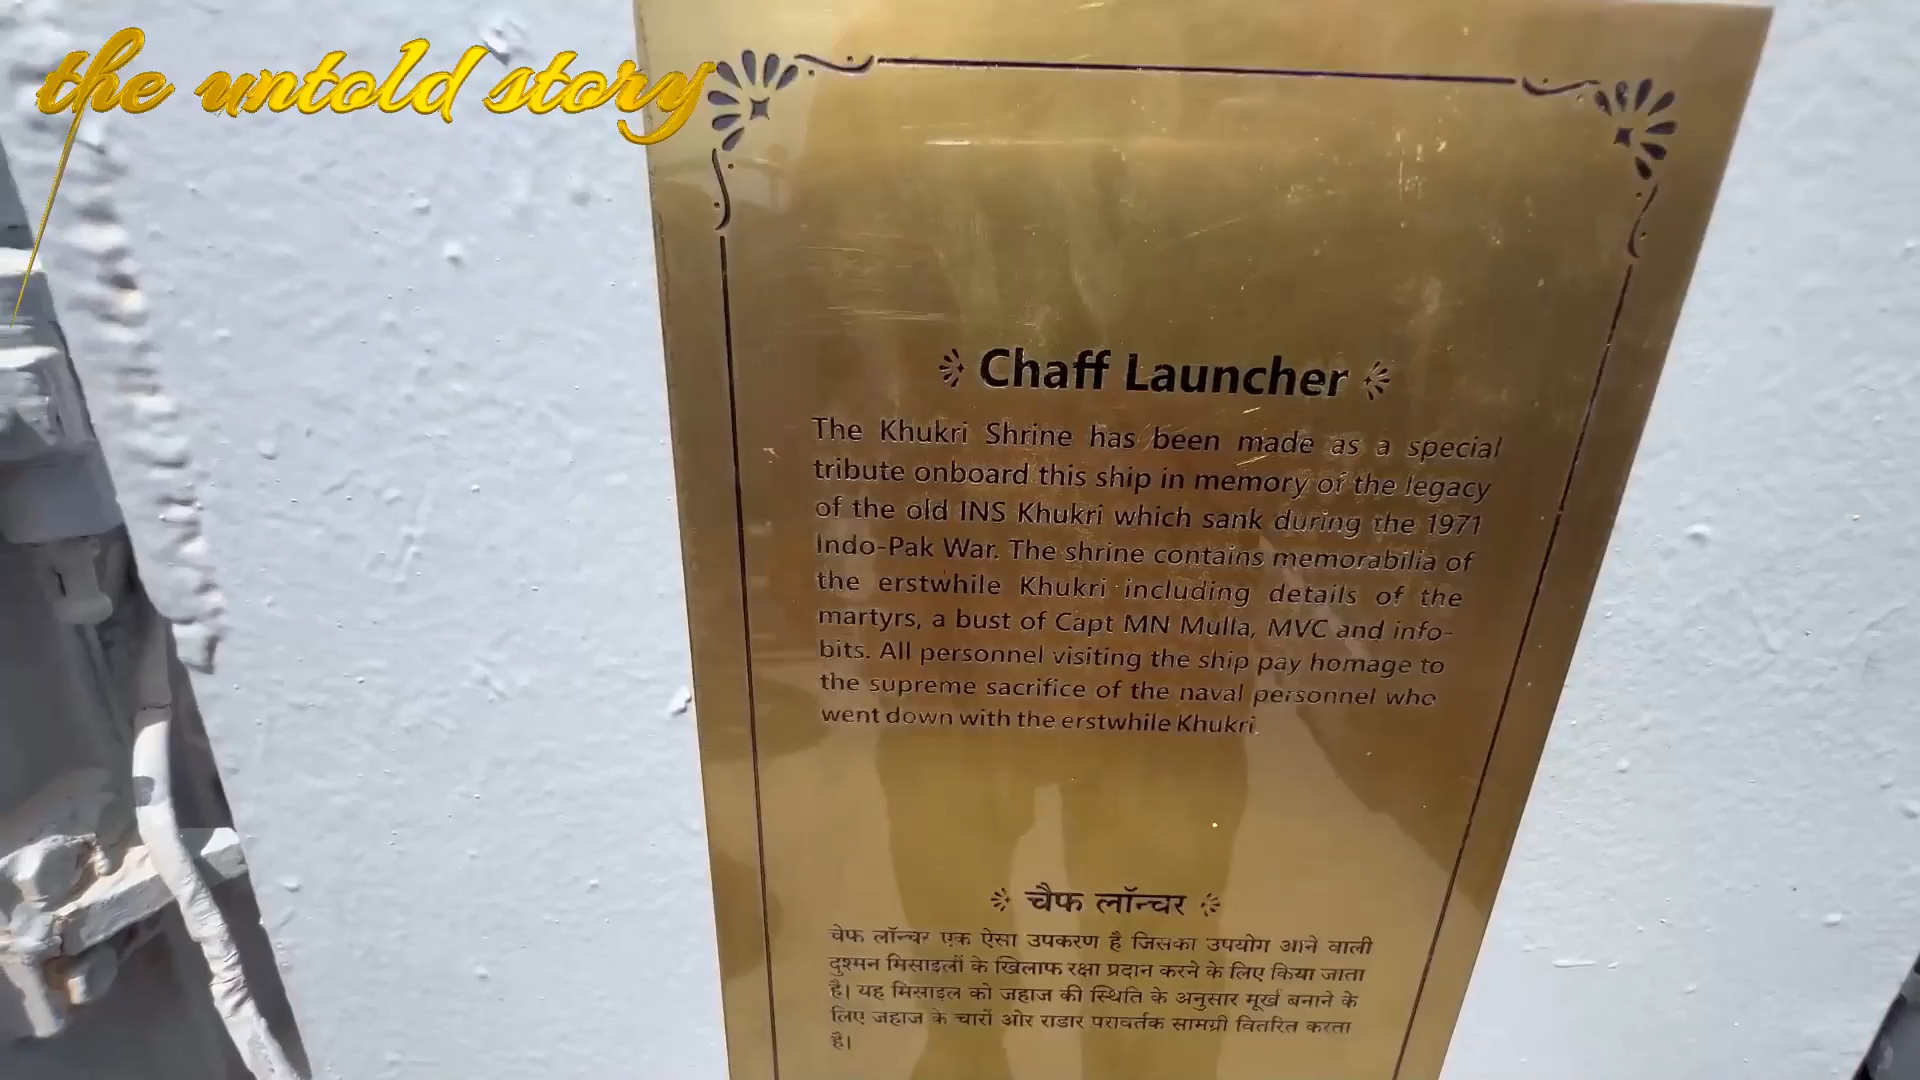 the untold story
Chaff Launcher
The Khukri Shrine has been made as a special
tribute onboard this ship in memory of the legacy
of the old INS Khukri which sank during the 1971
Indo-Pak War. The shrine contains memorabilia of
the erstwhile Khukri including details of the
martyrs, a bust of Capt MN Mulla, MVC and info-
bits. All personnel visiting the ship pay homage to
the supreme sacrifice of the naval personnel who
went down with the erstwhile Khukri.
चैफ लॉन्चर
चेफ लॉन्चर एक ऐसा उपकरण है जिसका उपयोग आने वाली
दुश्मन मिसाइलों के खिलाफ रक्षा प्रदान करने के लिए किया जाता
है। यह मिसाइल को जहाज की स्थिति के अनुसार मूर्ख बनाने के
लिए जहाज के चारों ओर राडार परावर्तक सामग्री वितरित करता
है।